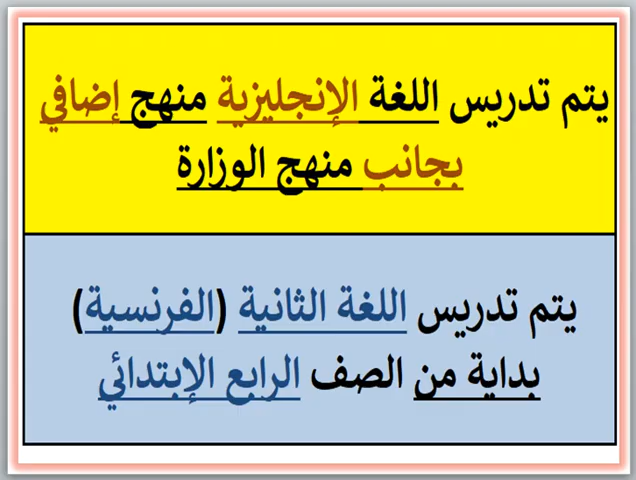 يتم تدريس اللغة الإنجليزية منهج إضافي
بجانب منهج الوزارة
يتم تدريس اللغة الثانية (الفرنسية)
بداية من الصف الرابع الإبتدائي